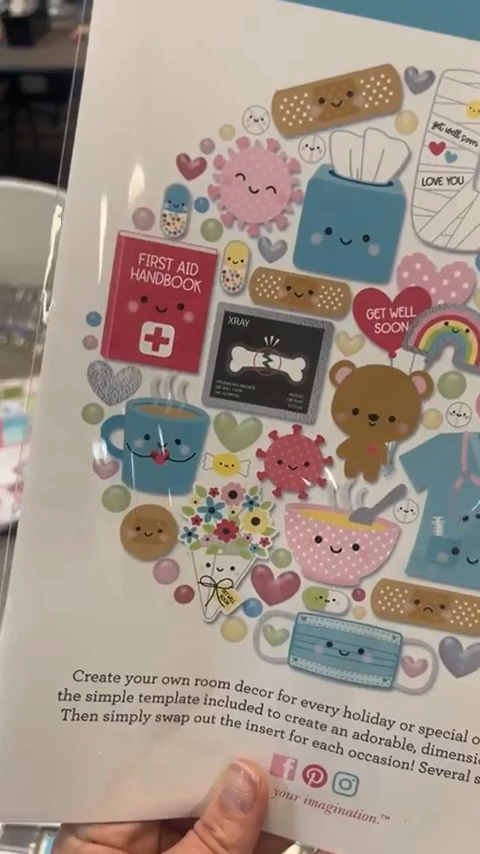 get well soon
LOVE YOU
FIRST AID
HANDBOOK
GET WELL
SOON
XRAY
Create your own room decor for every holiday or special
the simple template included to create an adorable,
Then simply swap out the insert for each occasion! Several
your imagination.™